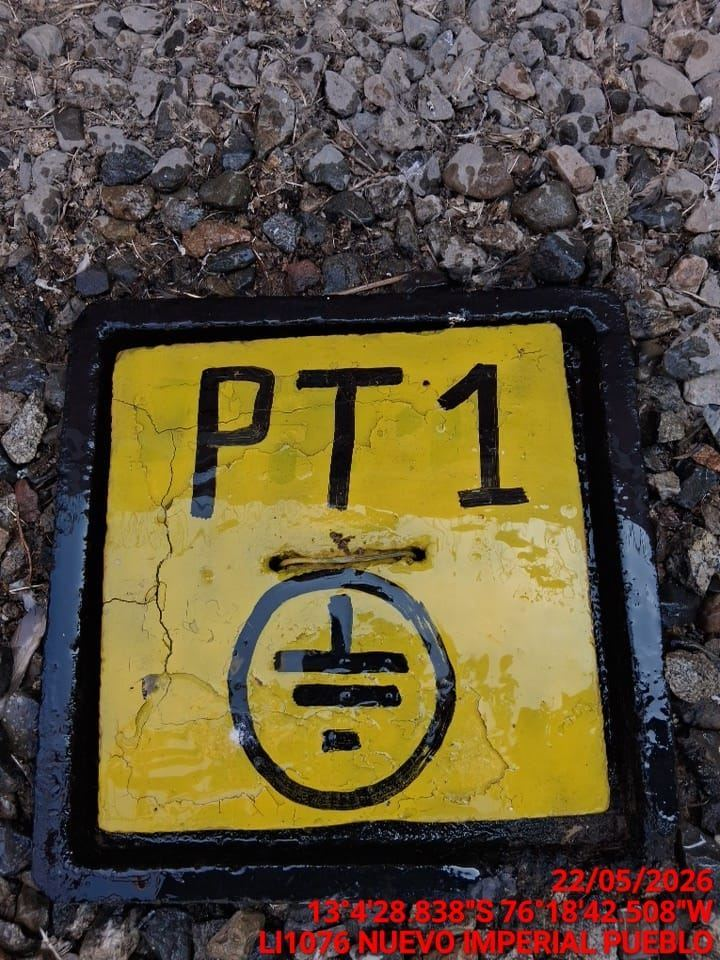 PT1
22/05/2026
13°4'28.838"S 76°18'42.508"W
LI1076 NUEVO IMPERIAL PUEBLO